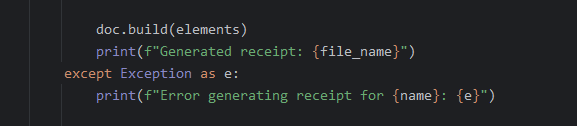 doc.build(elements)
print(f"Generated receipt: {file_name}")
except Exception as e:
print(f"Error generating receipt for {name}: {e}")